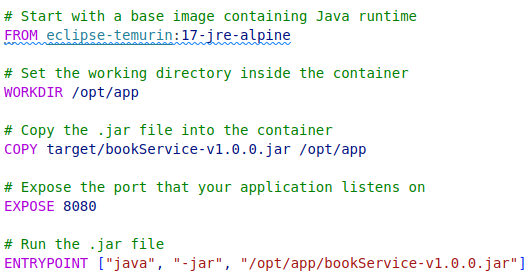 # Start with a base image containing Java runtime
FROM eclipse-temurin:17-jre-alpine
# Set the working directory inside the container
WORKDIR /opt/app
# Copy the .jar file into the container
COPY target/bookService-v1.0.0.jar /opt/app
# Expose the port that your application listens on
EXPOSE 8080
# Run the .jar file
ENTRYPOINT ["java", "-jar", "/opt/app/bookService-v1.0.0.jar"]